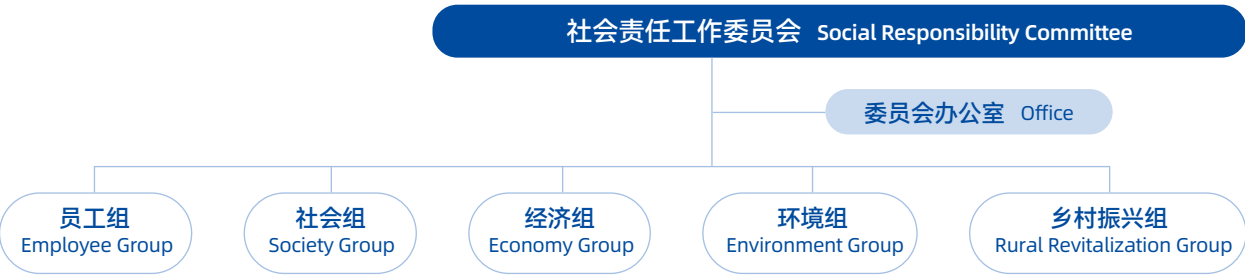 社会责任工作委员会 Social Responsibility Committee
委员会办公室 Office
员工组
Employee Group
社会组
Society Group
经济组
Economy Group
环境组
Environment Group
乡村振兴组
Rural Revitalization Group